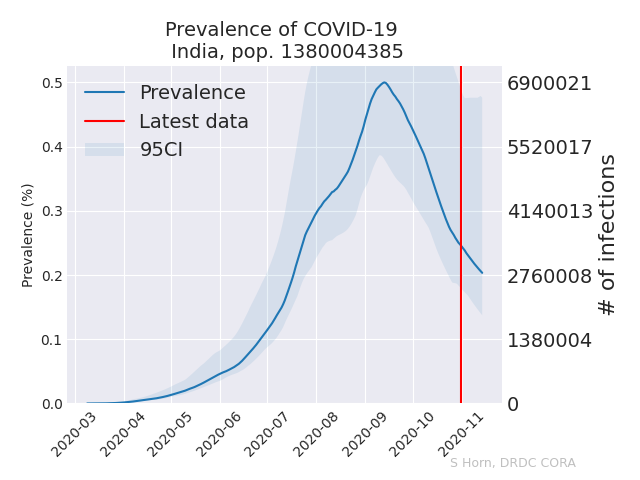 Prevalence of COVID-19
India, pop. 1380004385
Prevalence
Latest data
95CI
Prevalence (%)
0.5
0.4
0.3
0.2
0.1
0.0
6900021
5520017
4140013
2760008
1380004
0
# of infections
2020-03
2020-04
2020-05
2020-06
2020-07
2020-08
2020-09
2020-10
2020-11
S Horn, DRDC CORA